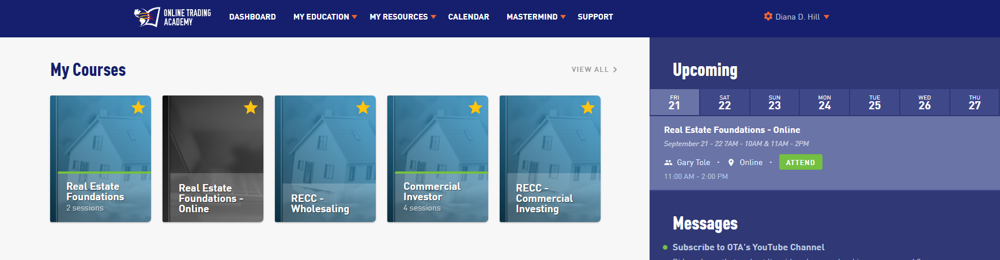 ONLINE TRADING
ACADEMY
DASHBOARD
MY EDUCATION
MY RESOURCES
CALENDAR
MASTERMIND
SUPPORT
Diana D. Hill
My Courses
VIEW ALL
Real Estate
Foundations
2 sessions
Real Estate
Foundations -
Online
RECC -
Wholesaling
Commercial
Investor
4 sessions
RECC -
Commercial
Investing
Upcoming
FRI
21
SAT
22
SUN
23
MON
24
TUE
25
WED
26
THU
27
Real Estate Foundations - Online
September 21 - 22 7AM - 10AM & 11AM - 2PM
Gary Tole · Online · ATTEND
11:00 AM - 2:00 PM
Messages
Subscribe to OTA's YouTube Channel